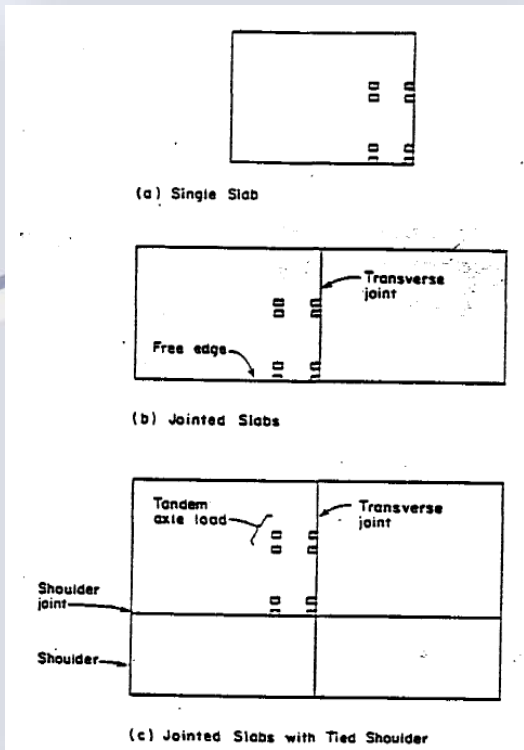 (a) Single Slab
Transverse
joint
Free edge
(b) Jointed Slabs
Tandem
axle load
Transverse
joint
Shoulder
joint
Shoulder
(c) Jointed Slabs with Tied Shoulder